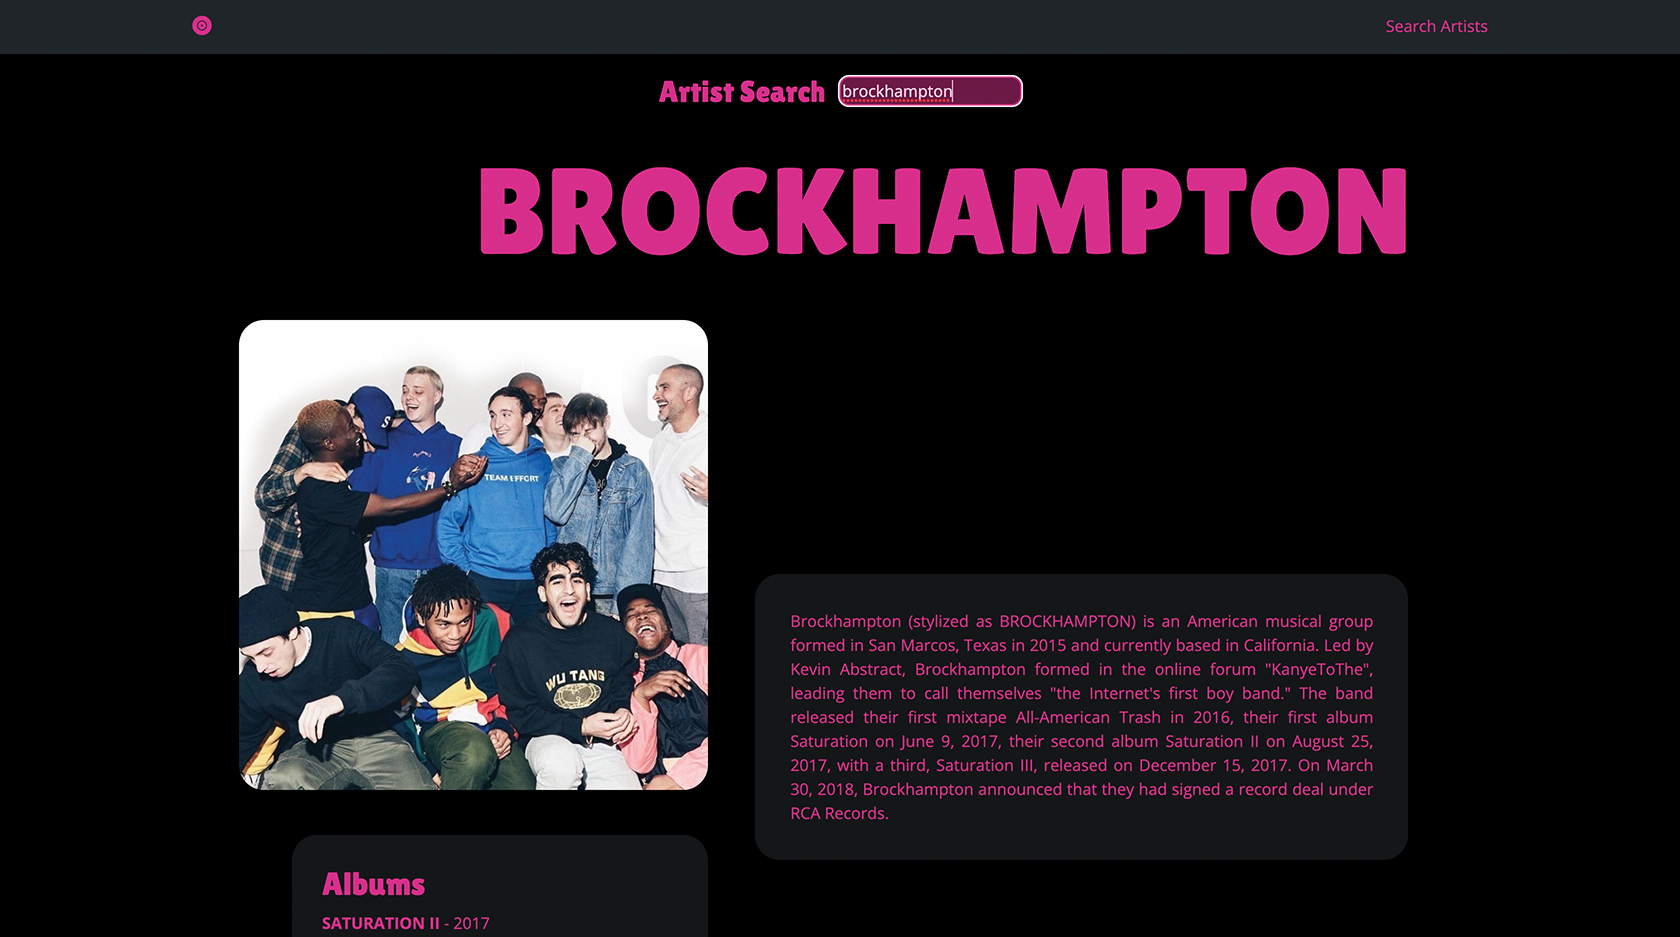 Search Artists
Artist Search
brockhampton
BROCKHAMPTON
S
TEAM EFFORT
WU TANG
Brockhampton (stylized as BROCKHAMPTON) is an American musical group
formed in San Marcos, Texas in 2015 and currently based in California. Led by
Kevin Abstract, Brockhampton formed in the online forum "KanyeToThe",
leading them to call themselves "the Internet's first boy band." The band
released their first mixtape All-American Trash in 2016, their first album
Saturation on June 9, 2017, their second album Saturation II on August 25,
2017, with a third, Saturation III, released on December 15, 2017. On March
30, 2018, Brockhampton announced that they had signed a record deal under
RCA Records.
Albums
SATURATION II - 2017